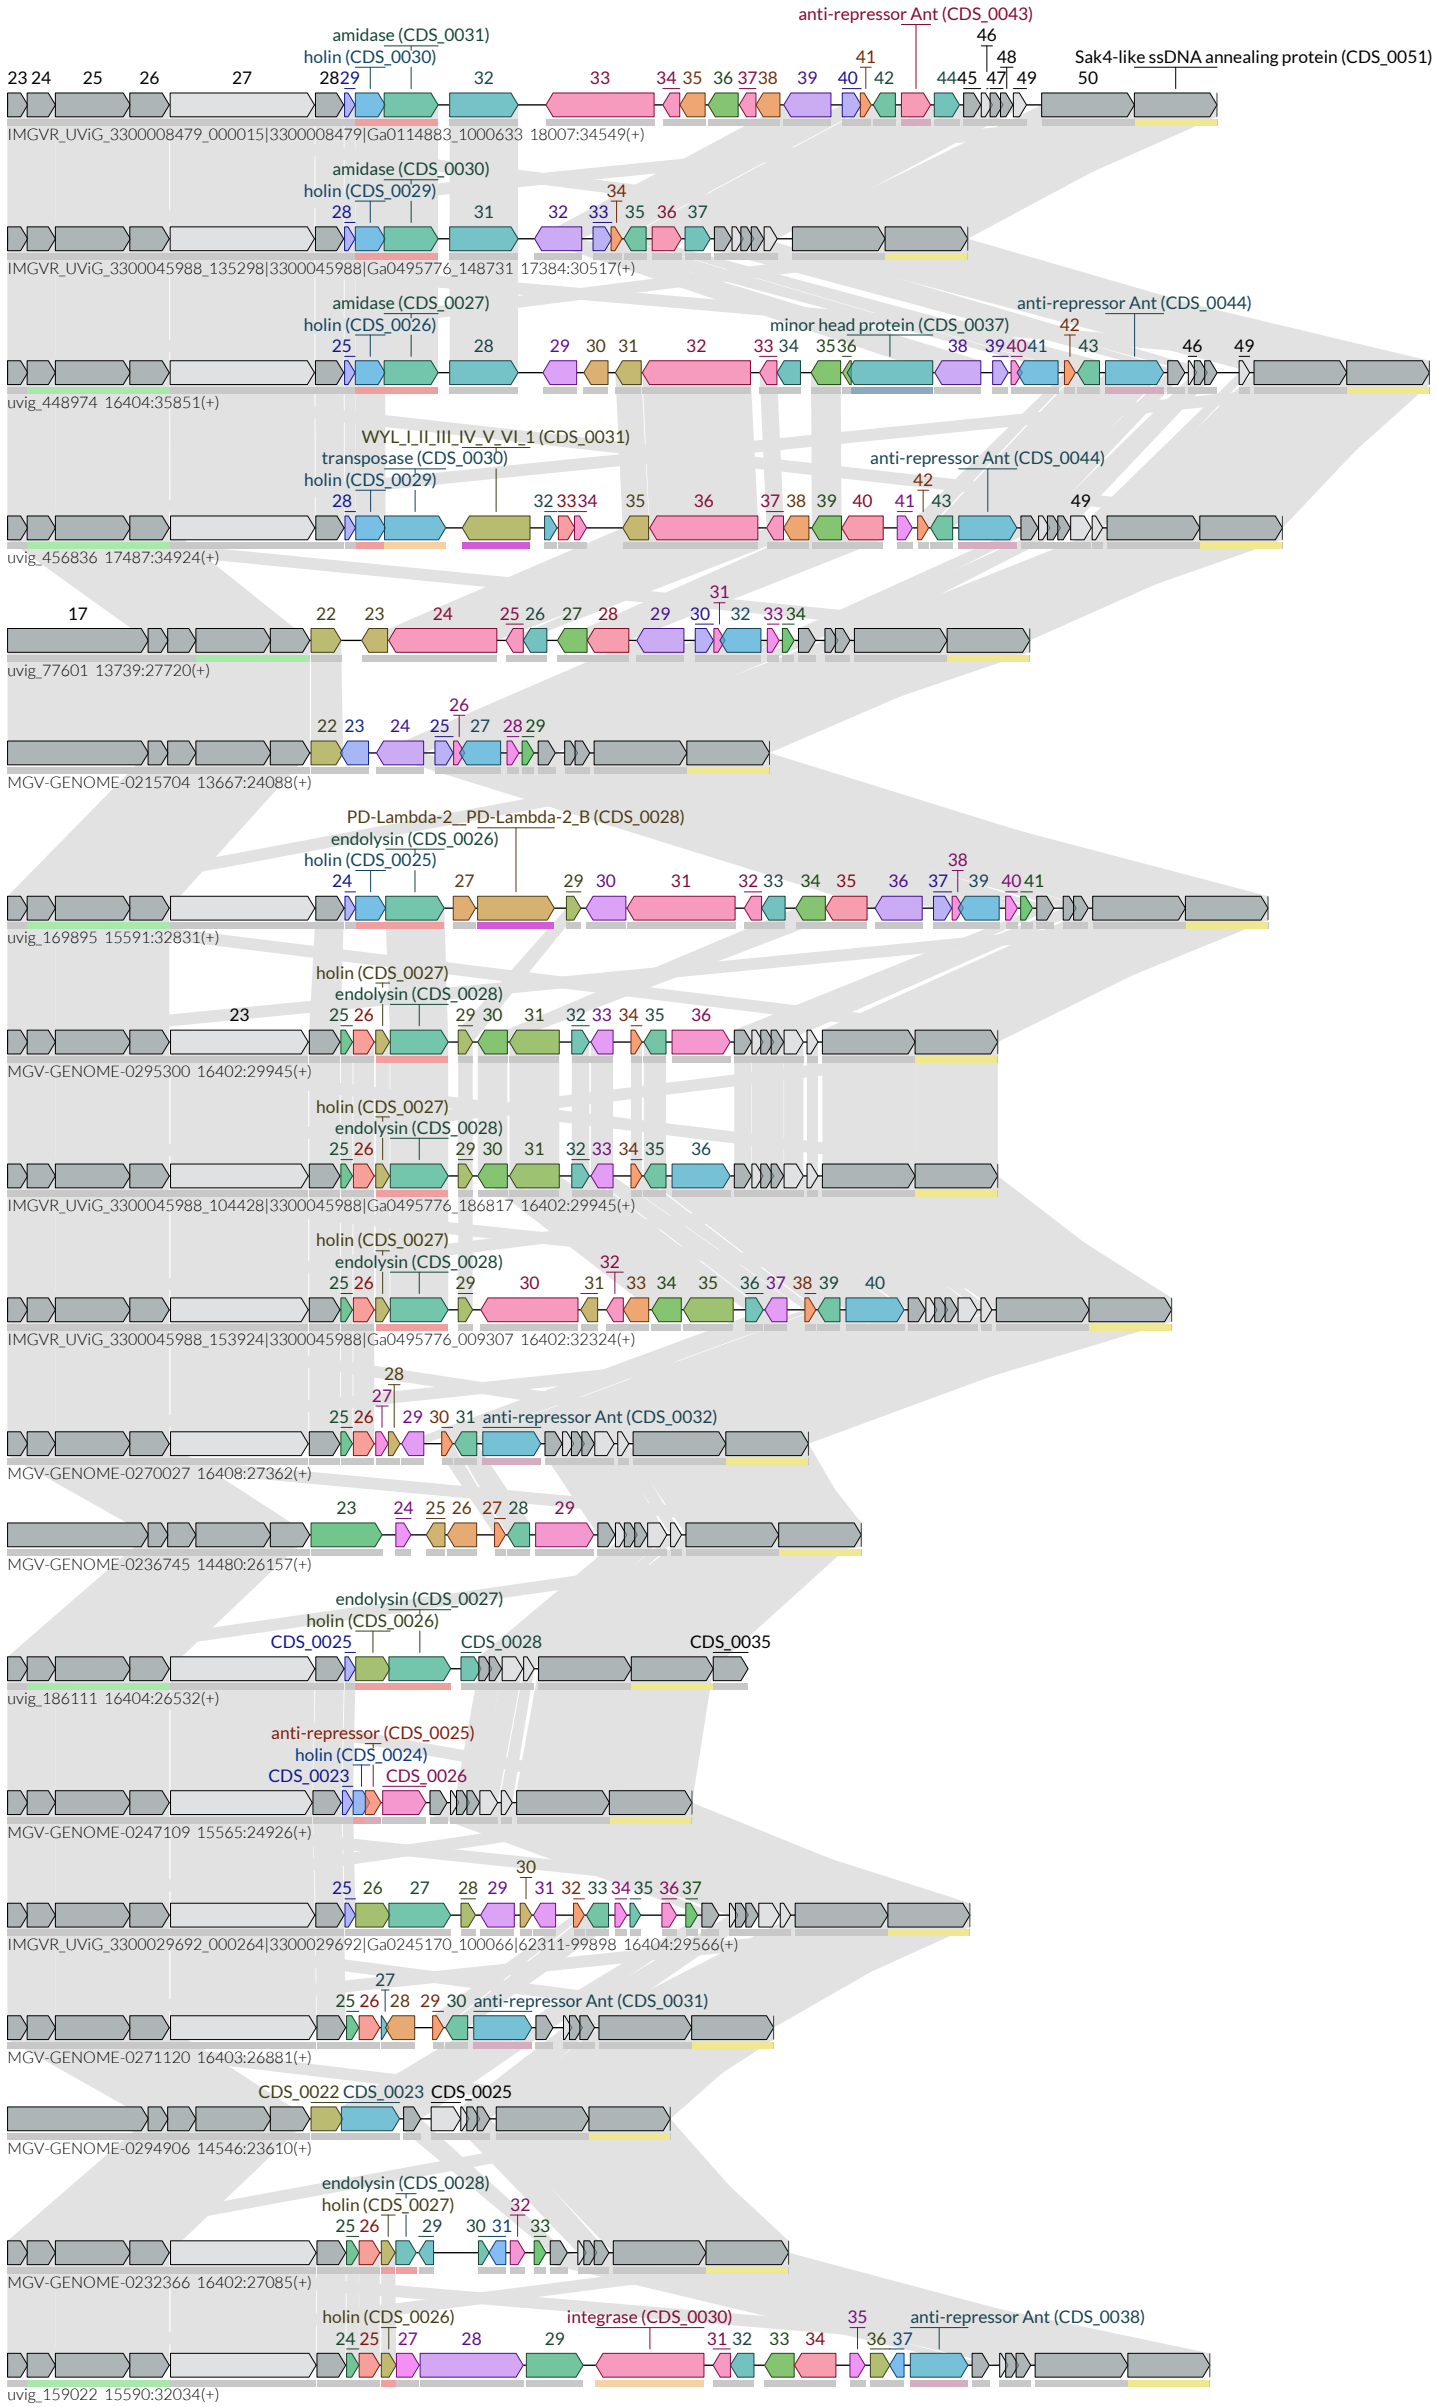 anti-repressor Ant (CDS_0043)
amidase (CDS_0031) 46
holin (CDS_0030) 41 48 Sak4-like ssDNA annealing protein (CDS_0051)
23 24 25 26 27 28 29 32 33 34 35 36 37 38 39 40 42 44 45 47 49 50
IMGVR_UViG_3300008479_000015|3300008479|Ga0114883_1000633 18007:34549(+)
amidase (CDS_0030)
holin (CDS_0029) 34
28 31 32 33 35 36 37
IMGVR_UViG_3300045988_135298|3300045988|Ga0495776_148731 17384:30517(+)
amidase (CDS_0027) anti-repressor Ant (CDS_0044)
holin (CDS_0026) minor head protein (CDS_0037) 42
25 28 29 30 31 32 33 34 35 36 38 39 40 41 43 46 49
uvig_448974 16404:35851(+)
WYL_I_II_III_IV_V_VI_1 (CDS_0031)
transposase (CDS_0030) anti-repressor Ant (CDS_0044)
holin (CDS_0029) 42
28 32 33 34 35 36 37 38 39 40 41 43 49
uvig_456836 17487:34924(+)
31
17 22 23 24 25 26 27 28 29 30 32 33 34
uvig_77601 13739:27720(+)
26
22 23 24 25 27 28 29
MGV-GENOME-0215704 13667:24088(+)
PD-Lambda-2__PD-Lambda-2_B (CDS_0028)
endolysin (CDS_0026)
holin (CDS_0025) 38
24 27 29 30 31 32 33 34 35 36 37 39 40 41
uvig_169895 15591:32831(+)
holin (CDS_0027)
endolysin (CDS_0028)
23 25 26 29 30 31 32 33 34 35 36
MGV-GENOME-0295300 16402:29945(+)
holin (CDS_0027)
endolysin (CDS_0028)
25 26 29 30 31 32 33 34 35 36
IMGVR_UViG_3300045988_104428|3300045988|Ga0495776_186817 16402:29945(+)
holin (CDS_0027)
endolysin (CDS_0028) 32
25 26 29 30 31 33 34 35 36 37 38 39 40
IMGVR_UViG_3300045988_153924|3300045988|Ga0495776_009307 16402:32324(+)
28
27
25 26 29 30 31 anti-repressor Ant (CDS_0032)
MGV-GENOME-0270027 16408:27362(+)
23 24 25 26 27 28 29
MGV-GENOME-0236745 14480:26157(+)
endolysin (CDS_0027)
holin (CDS_0026)
CDS_0025 CDS_0028 CDS_0035
uvig_186111 16404:26532(+)
anti-repressor (CDS_0025)
holin (CDS_0024)
CDS_0023 CDS_0026
MGV-GENOME-0247109 15565:24926(+)
30
25 26 27 28 29 31 32 33 34 35 36 37
IMGVR_UViG_3300029692_000264|3300029692|Ga0245170_100066|62311-99898 16404:29566(+)
27
25 26 28 29 30 anti-repressor Ant (CDS_0031)
MGV-GENOME-0271120 16403:26881(+)
CDS_0022 CDS_0023 CDS_0025
MGV-GENOME-0294906 14546:23610(+)
endolysin (CDS_0028)
holin (CDS_0027) 32
25 26 29 30 31 33
MGV-GENOME-0232366 16402:27085(+)
holin (CDS_0026) integrase (CDS_0030) 35 anti-repressor Ant (CDS_0038)
24 25 27 28 29 31 32 33 34 36 37
uvig_159022 15590:32034(+)